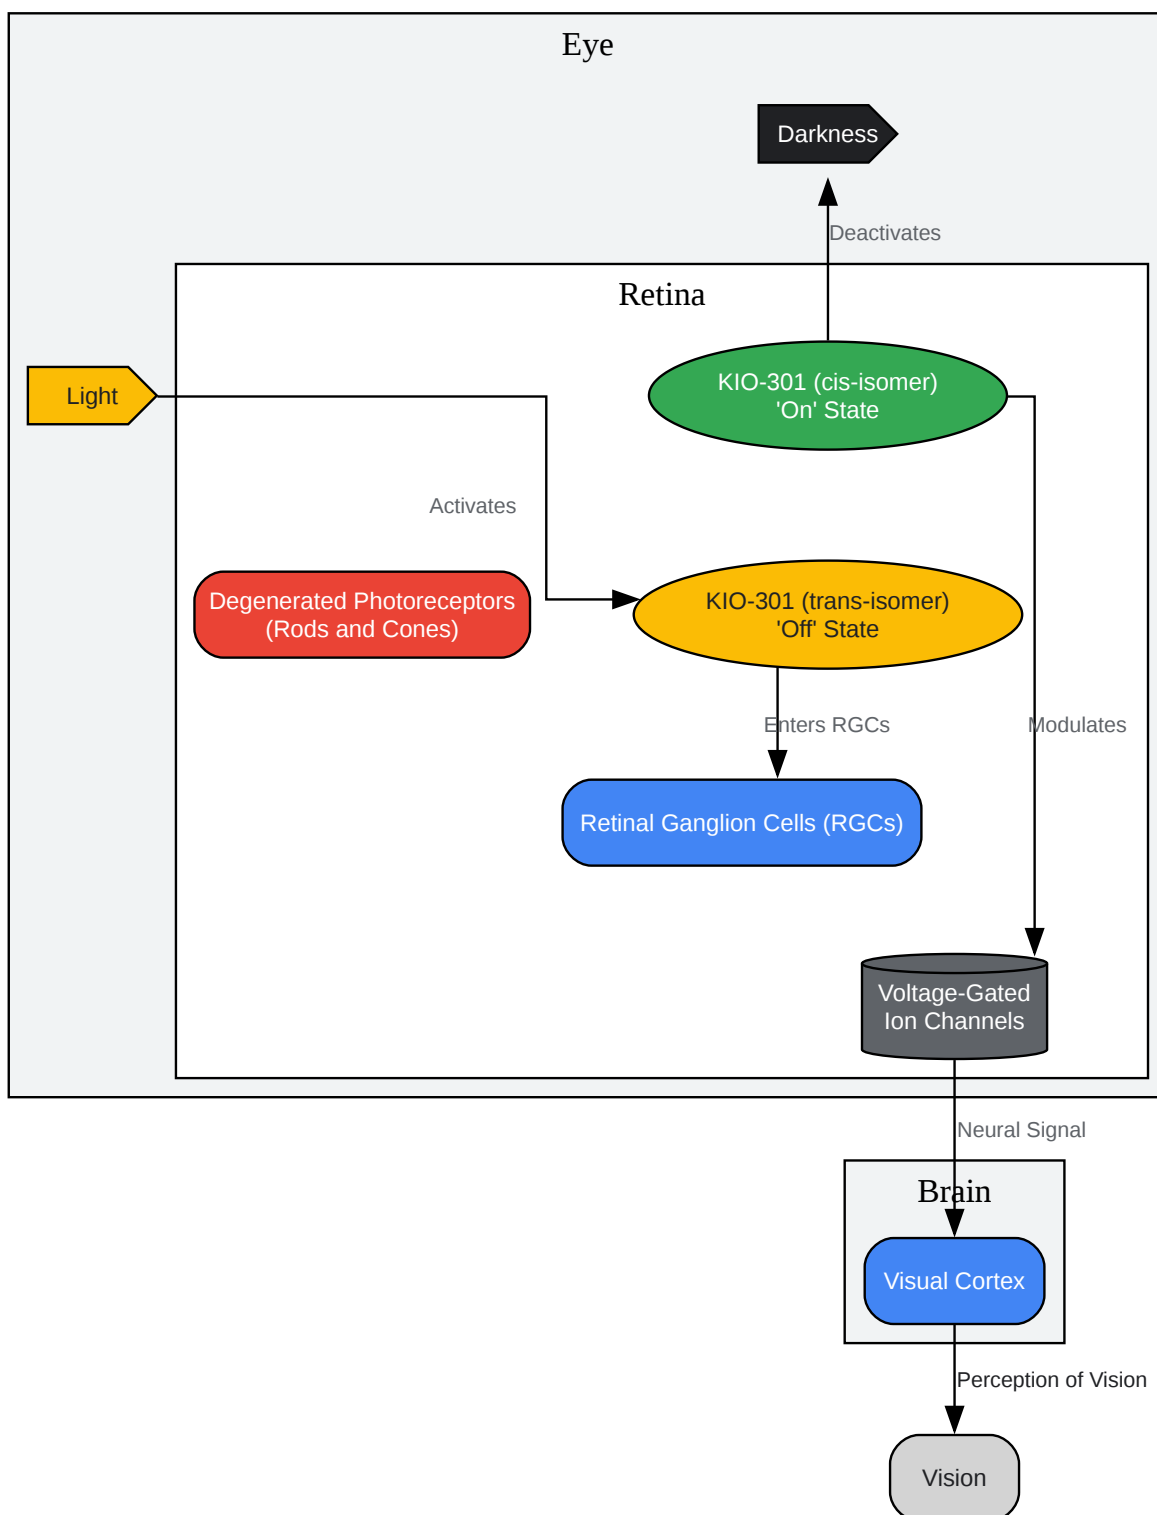 Eye
Darkness
Deactivates
Retina
Light
KIO-301 (cis-isomer)
'On' State
Activates
Degenerated Photoreceptors
(Rods and Cones)
KIO-301 (trans-isomer)
'Off' State
Enters RGCs
Modulates
Retinal Ganglion Cells (RGCs)
Voltage-Gated
Ion Channels
Neural Signal
Brain
Visual Cortex
Perception of Vision
Vision